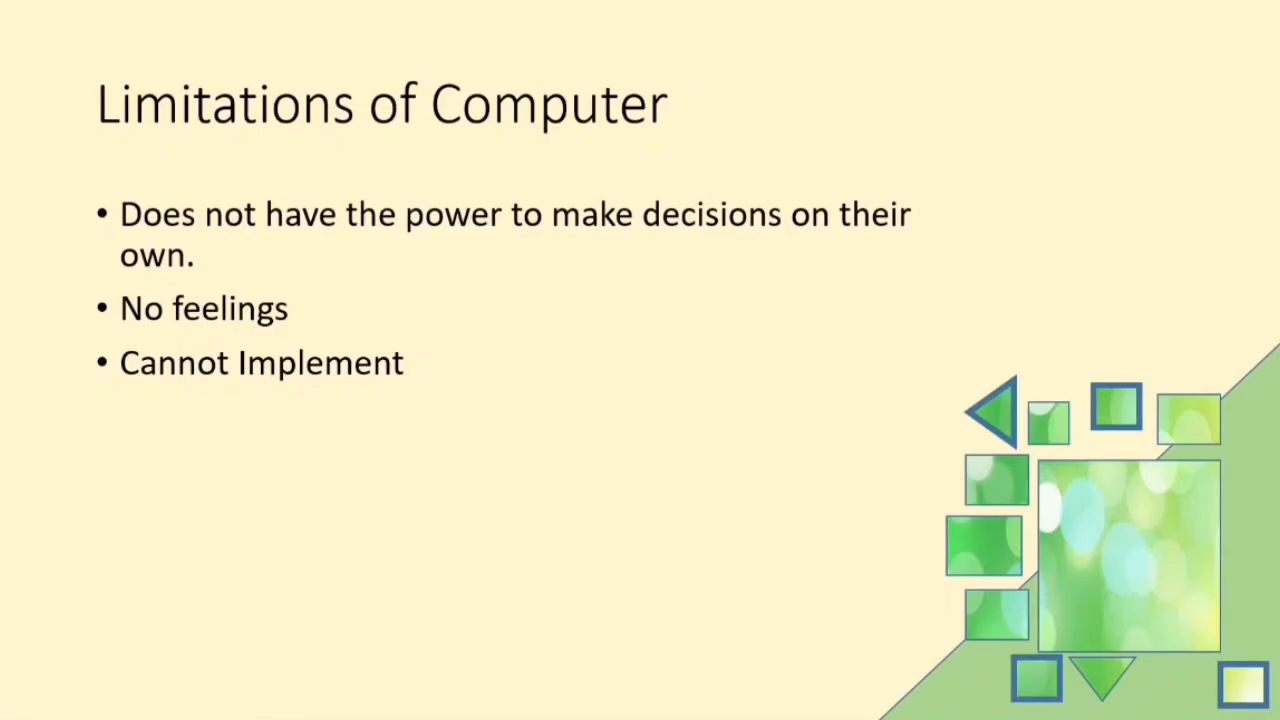 Limitations of Computer
• Does not have the power to make decisions on their
own.
• No feelings
• Cannot Implement